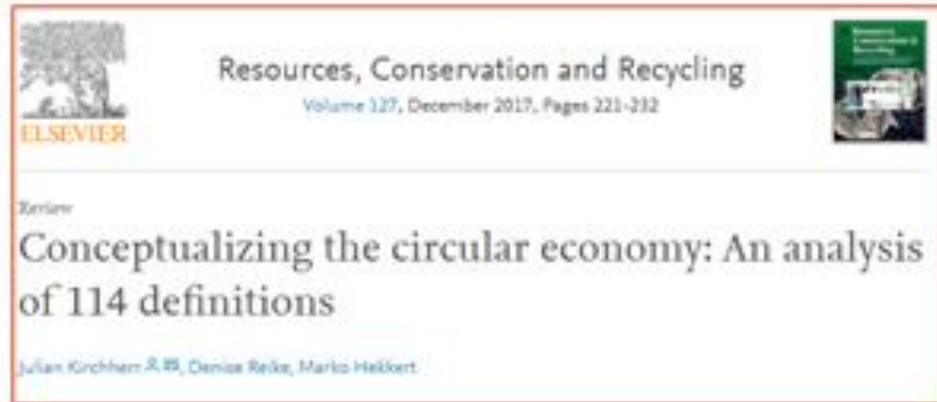 Resources, Conservation and Recycling
Volume 127, December 2017, Pages 221-232
ELSEVIER
Review
Conceptualizing the circular economy: An analysis
of 114 definitions
Julian Kirchherr, Denise Reike, Marko Hekkert